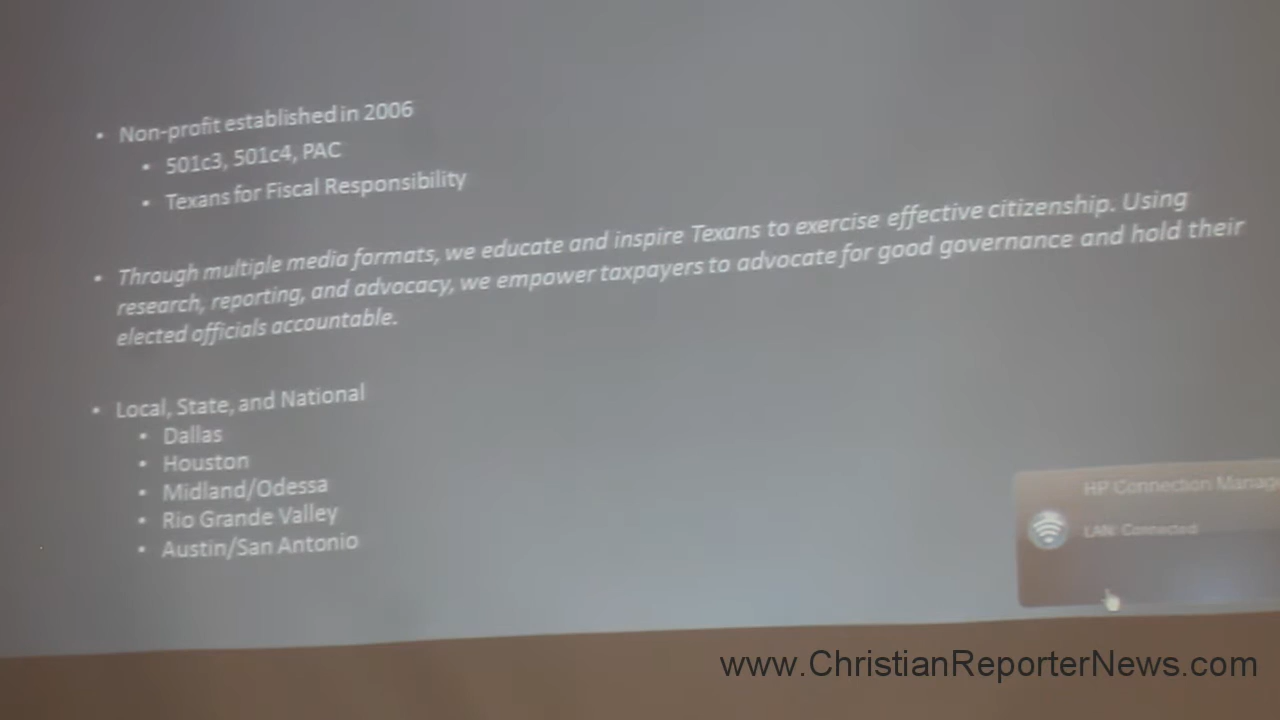 • Non-profit established in 2006
• 501c3, 501c4, PAC
• Texans for Fiscal Responsibility
• Through multiple media formats, we educate and inspire Texans to exercise effective citizenship. Using
research, reporting, and advocacy, we empower taxpayers to advocate for good governance and hold their
elected officials accountable.
• Local, State, and National
• Dallas
• Houston
• Midland/Odessa
• Rio Grande Valley
• Austin/San Antonio
HP Connection Manag
LAN: Connected
www.ChristianReporterNews.com